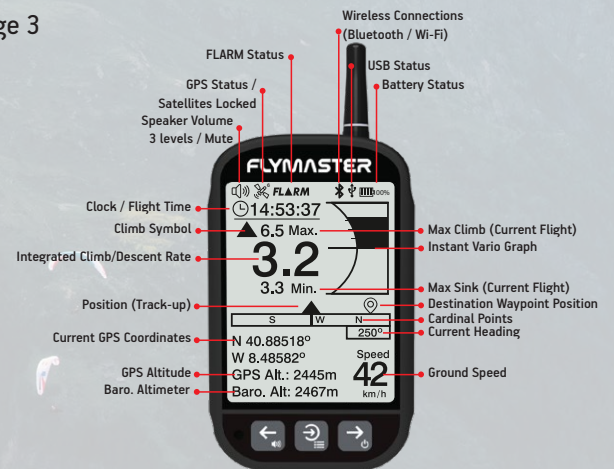 ge 3
Wireless Connections
(Bluetooth / Wi-Fi)
FLARM Status
USB Status
GPS Status /
Satellites Locked
Battery Status
Speaker Volume
3 levels / Mute
FLYMASTER
FLARM 100%
Clock / Flight Time
14:53:37
Climb Symbol
6.5 Max.
Max Climb (Current Flight)
Instant Vario Graph
Integrated Climb/Descent Rate
3.2
3.3 Min.
Max Sink (Current Flight)
Position (Track-up)
Destination Waypoint Position
S W N
Cardinal Points
250º
Current Heading
Current GPS Coordinates
N 40.88518º
W 8.48582º
Speed
GPS Altitude
GPS Alt.: 2445m
42
Ground Speed
Baro. Altimeter
Baro. Alt: 2467m
km/h